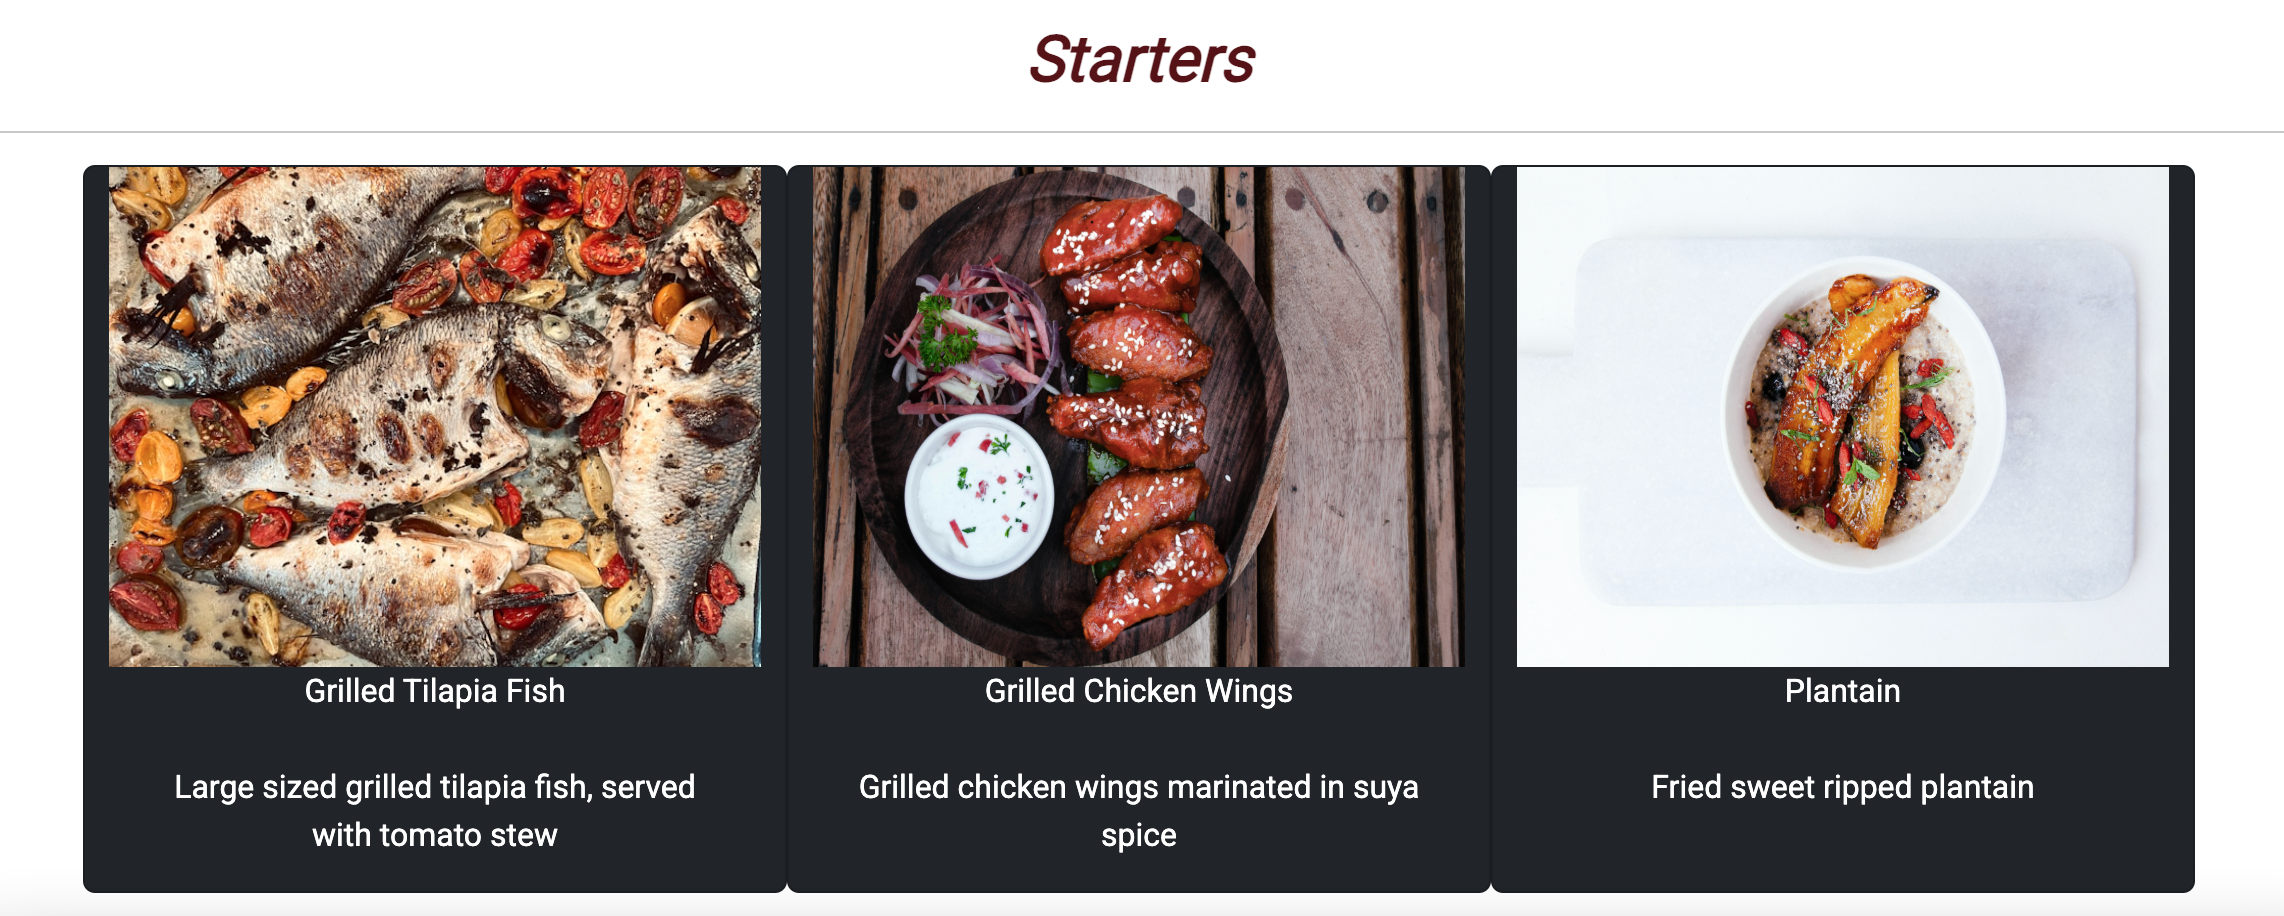 Starters
Grilled Tilapia Fish
Large sized grilled tilapia fish, served
with tomato stew
Grilled Chicken Wings
Grilled chicken wings marinated in suya
spice
Plantain
Fried sweet ripped plantain